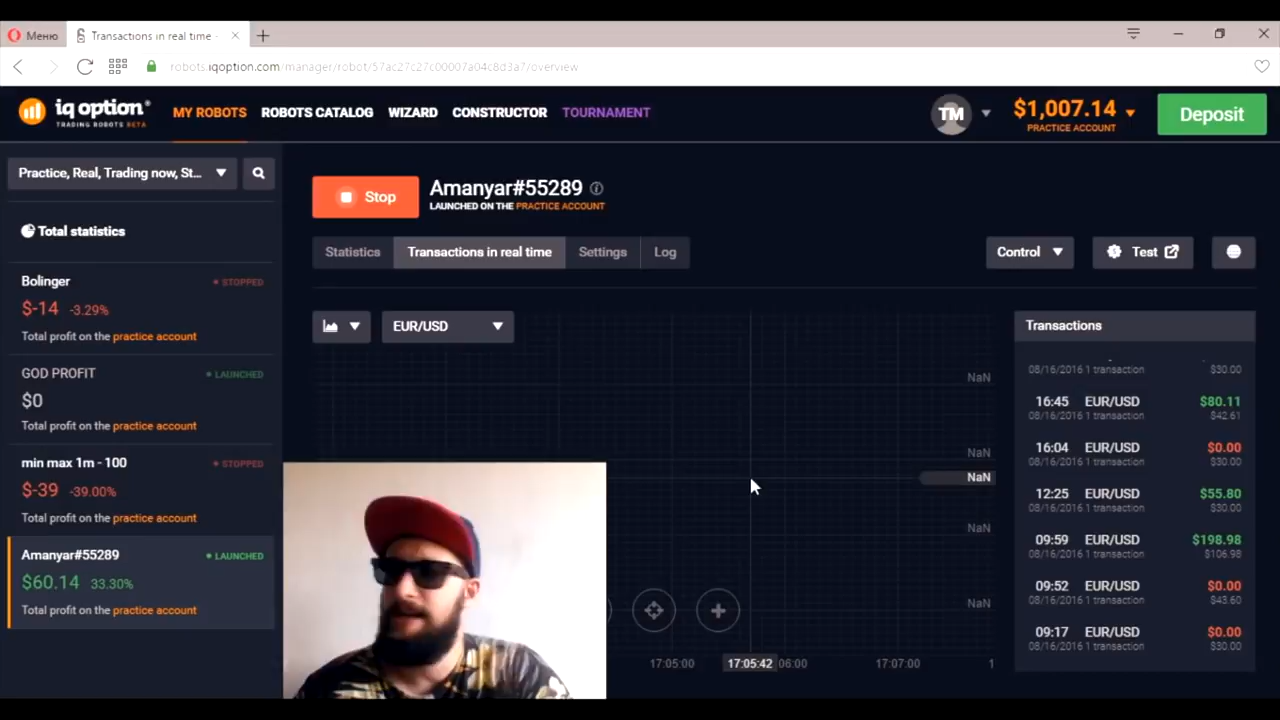 Меню
Transactions in real time -
robots.iqoption.com/manager/robot/57ac27c27c00007a04c8d3a7/overview
iq option®
TRADING ROBOTS BETA
MY ROBOTS
ROBOTS CATALOG
WIZARD
CONSTRUCTOR
TOURNAMENT
TM
$1,007.14
PRACTICE ACCOUNT
Deposit
Practice, Real, Trading now, St...
Total statistics
Bolinger
STOPPED
$-14 -3.29%
Total profit on the practice account
GOD PROFIT
LAUNCHED
$0
Total profit on the practice account
min max 1m - 100
STOPPED
$-39 -39.00%
Total profit on the practice account
Amanyar#55289
LAUNCHED
$60.14 33.30%
Total profit on the practice account
Stop
Amanyar#55289
LAUNCHED ON THE PRACTICE ACCOUNT
Statistics
Transactions in real time
Settings
Log
Control
Test
EUR/USD
NaN
NaN
NaN
NaN
NaN
17:05:00
17:05:42
06:00
17:07:00
1
Transactions
08/16/2016 1 transaction $30.00
16:45 EUR/USD $80.11
08/16/2016 1 transaction $42.61
16:04 EUR/USD $0.00
08/16/2016 1 transaction $30.00
12:25 EUR/USD $55.80
08/16/2016 1 transaction $30.00
09:59 EUR/USD $198.98
08/16/2016 1 transaction $106.98
09:52 EUR/USD $0.00
08/16/2016 1 transaction $43.60
09:17 EUR/USD $0.00
08/16/2016 1 transaction $30.00